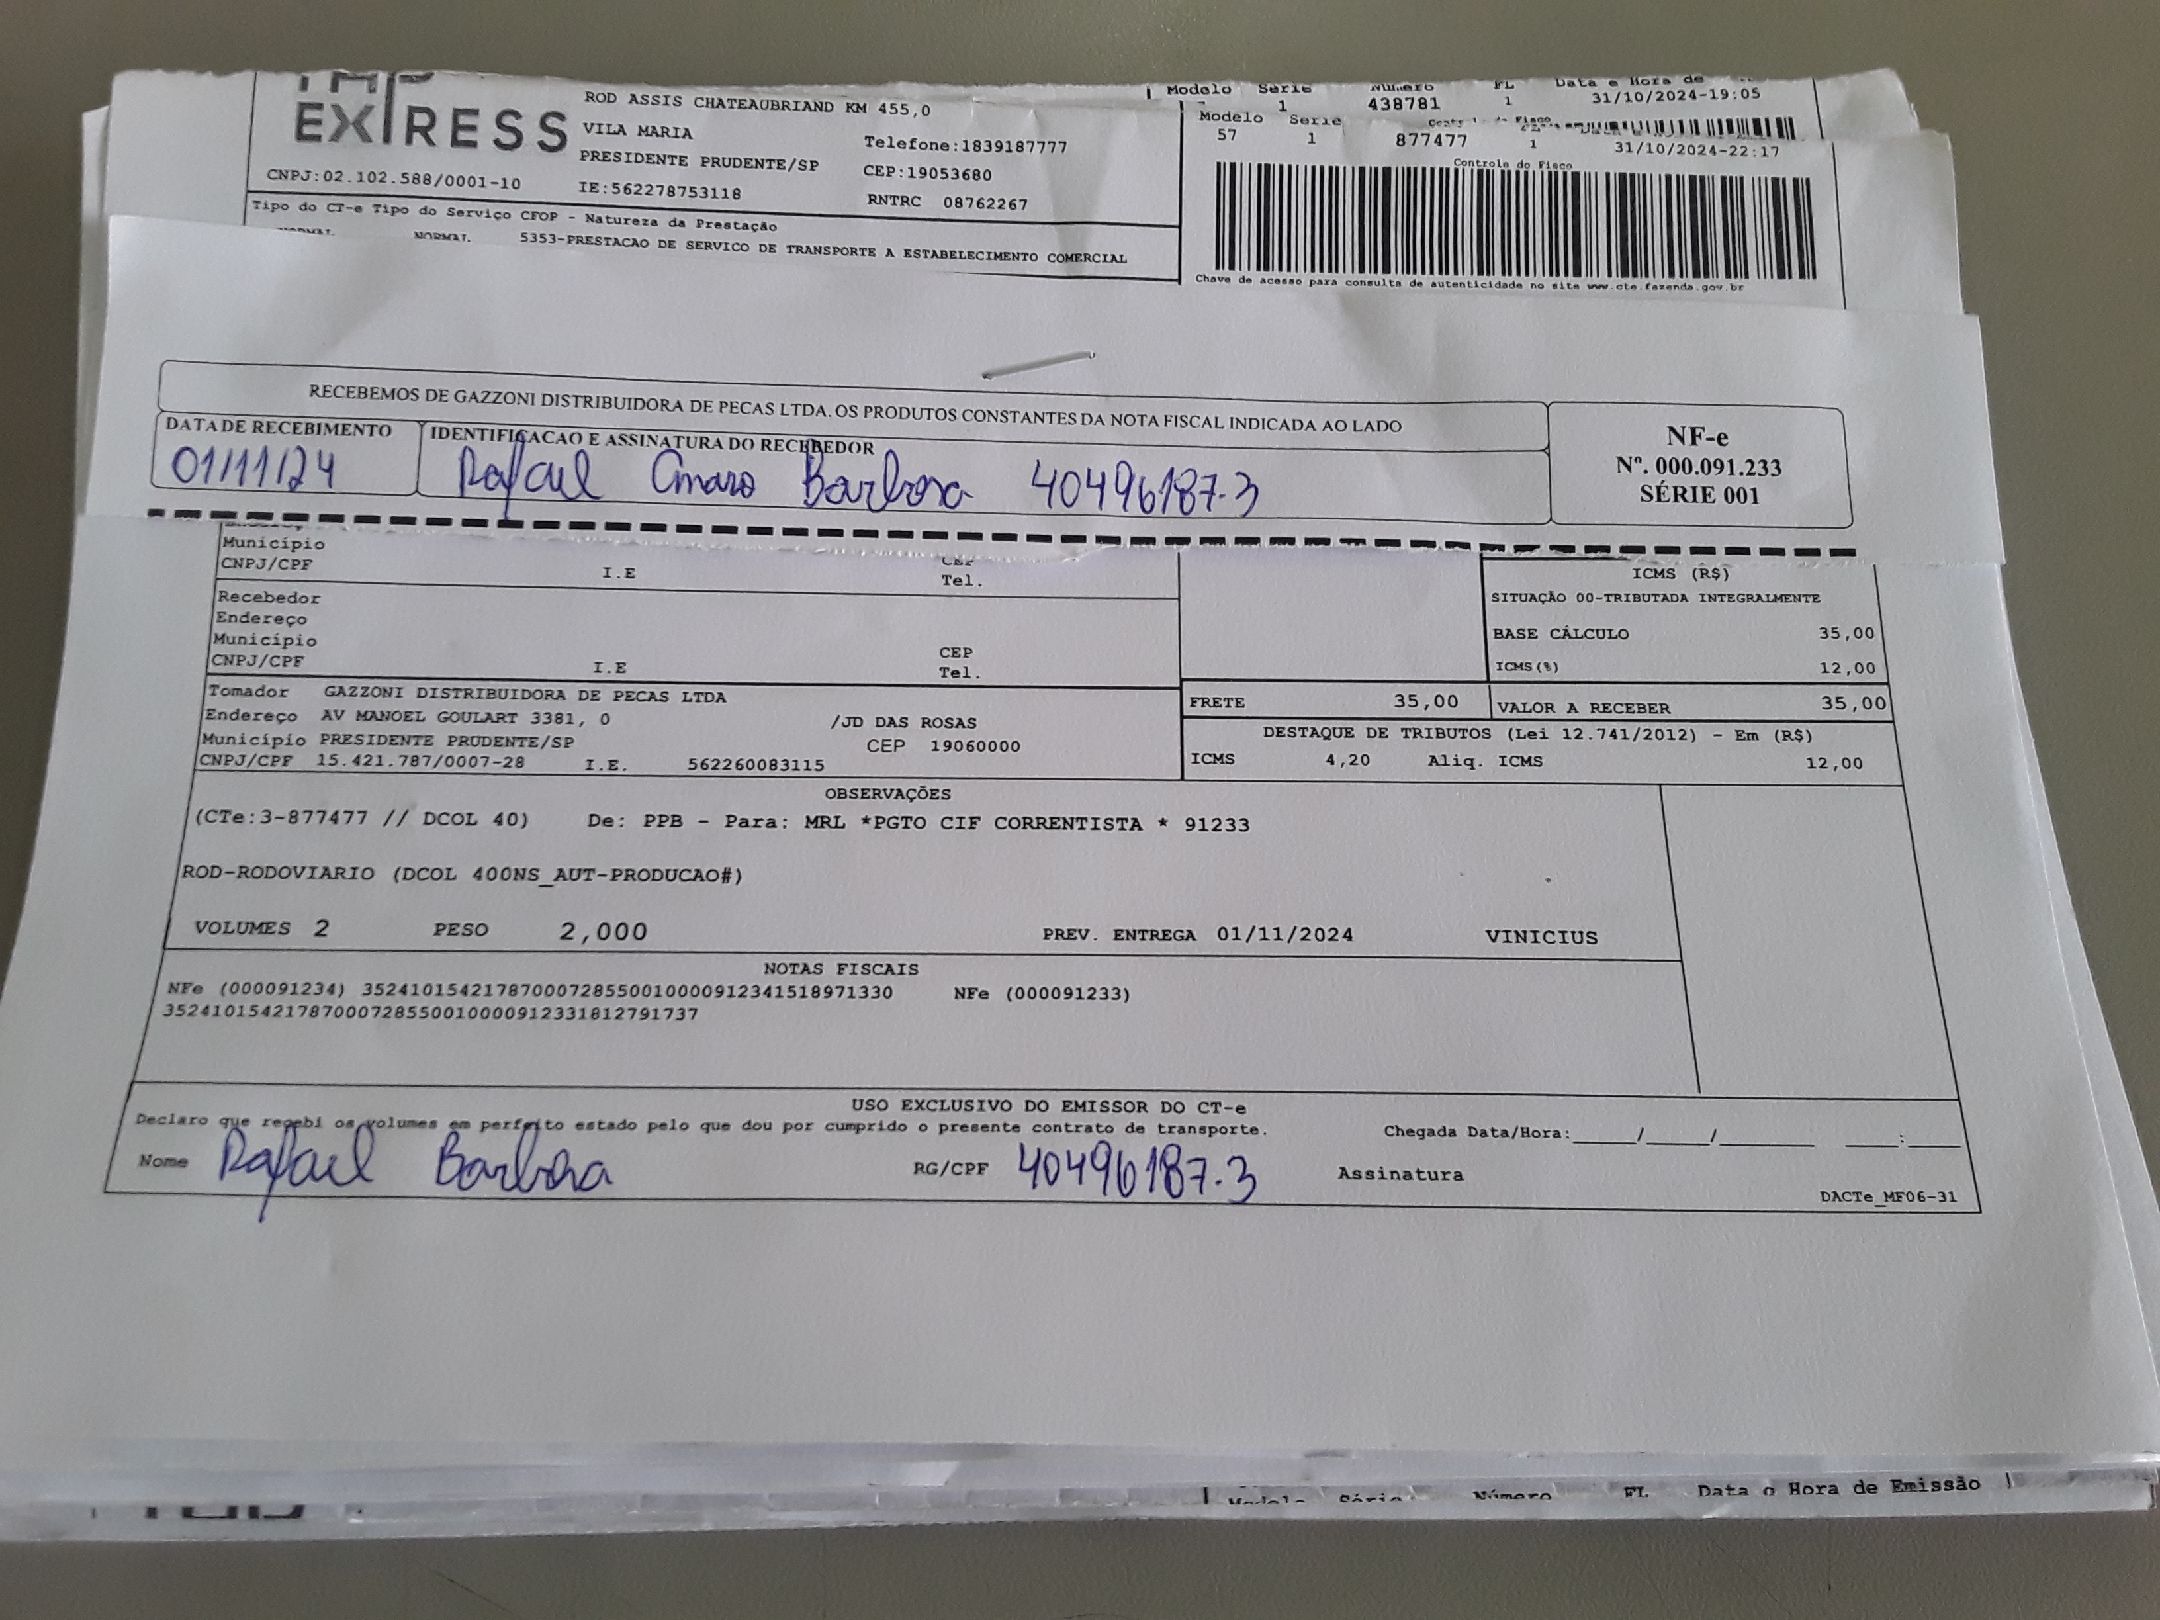 EXPRESS
ROD ASSIS CHATEAUBRIAND KM 455,0
VILA MARIA
Telefone:1839187777
PRESIDENTE PRUDENTE/SP
CEP:19053680
CNPJ:02.102.588/0001-10
IE:562278753118
RNTRC 08762267
Tipo do CT-e Tipo do Serviço CFOP - Natureza da Prestação
NORMAL NORMAL 5353-PRESTACAO DE SERVICO DE TRANSPORTE A ESTABELECIMENTO COMERCIAL
Modelo Série Número FL Data e Hora de
1 438781 1 31/10/2024-19:05
Modelo Serie
57 1 877477 1 31/10/2024-22:17
Controle do Fisco
Chave de acesso para consulta de autenticidade no site www.cte.fazenda.gov.br
RECEBEMOS DE GAZZONI DISTRIBUIDORA DE PECAS LTDA. OS PRODUTOS CONSTANTES DA NOTA FISCAL INDICADA AO LADO
DATA DE RECEBIMENTO
01/11/24
IDENTIFICACAO E ASSINATURA DO RECEBEDOR
Rafael Amaro Barbosa 40496187-3
NF-e
Nº. 000.091.233
SÉRIE 001
Município CEP
CNPJ/CPF I.E Tel.
Recebedor
Endereço
Município CEP
CNPJ/CPF I.E Tel.
Tomador GAZZONI DISTRIBUIDORA DE PECAS LTDA
Endereço AV MANOEL GOULART 3381, 0 /JD DAS ROSAS
Município PRESIDENTE PRUDENTE/SP CEP 19060000
CNPJ/CPF 15.421.787/0007-28 I.E. 562260083115
ICMS (R$)
SITUAÇÃO 00-TRIBUTADA INTEGRALMENTE
BASE CÁLCULO 35,00
ICMS(%) 12,00
FRETE 35,00 VALOR A RECEBER 35,00
DESTAQUE DE TRIBUTOS (Lei 12.741/2012) - Em (R$)
ICMS 4,20 Aliq. ICMS 12,00
OBSERVAÇÕES
(CTe:3-877477 // DCOL 40) De: PPB - Para: MRL *PGTO CIF CORRENTISTA * 91233
ROD-RODOVIARIO (DCOL 400NS_AUT-PRODUCAO#)
VOLUMES 2 PESO 2,000 PREV. ENTREGA 01/11/2024 VINICIUS
NOTAS FISCAIS
NFe (000091234) 35241015421787000728550010000912341518971330 NFe (000091233)
35241015421787000728550010000912331812791737
USO EXCLUSIVO DO EMISSOR DO CT-e
Declaro que recebi os volumes em perfeito estado pelo que dou por cumprido o presente contrato de transporte. Chegada Data/Hora:_____/_____/_______ ____:____
Nome Rafael Barbosa RG/CPF 40496187-3 Assinatura
DACTe_MF06-31
Modelo Série Número FL Data e Hora de Emissão